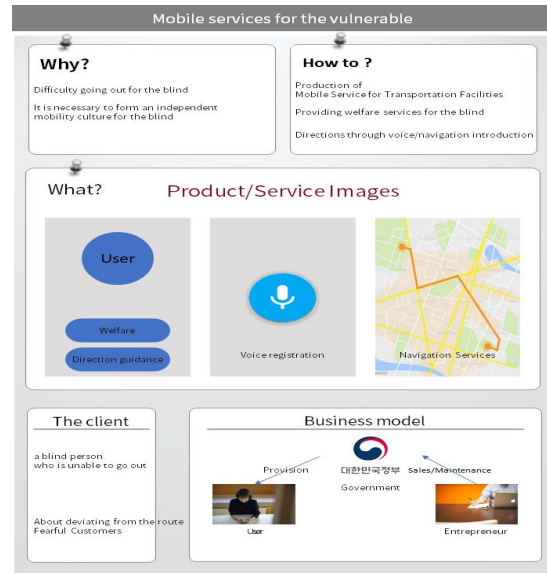 Mobile services for the vulnerable
Why?
Difficulty going out for the blind
It is necessary to form an independent
mobility culture for the blind
How to ?
Production of
Mobile Service for Transportation Facilities
Providing welfare services for the blind
Directions through voice/navigation introduction
What?
Product/Service Images
User
Welfare
Direction guidance
Voice registration
Navigation Services
The client
a blind person
who is unable to go out
About deviating from the route
Fearful Customers
Business model
Provision
대한민국정부
Sales/Maintenance
Government
User
Entrepreneur